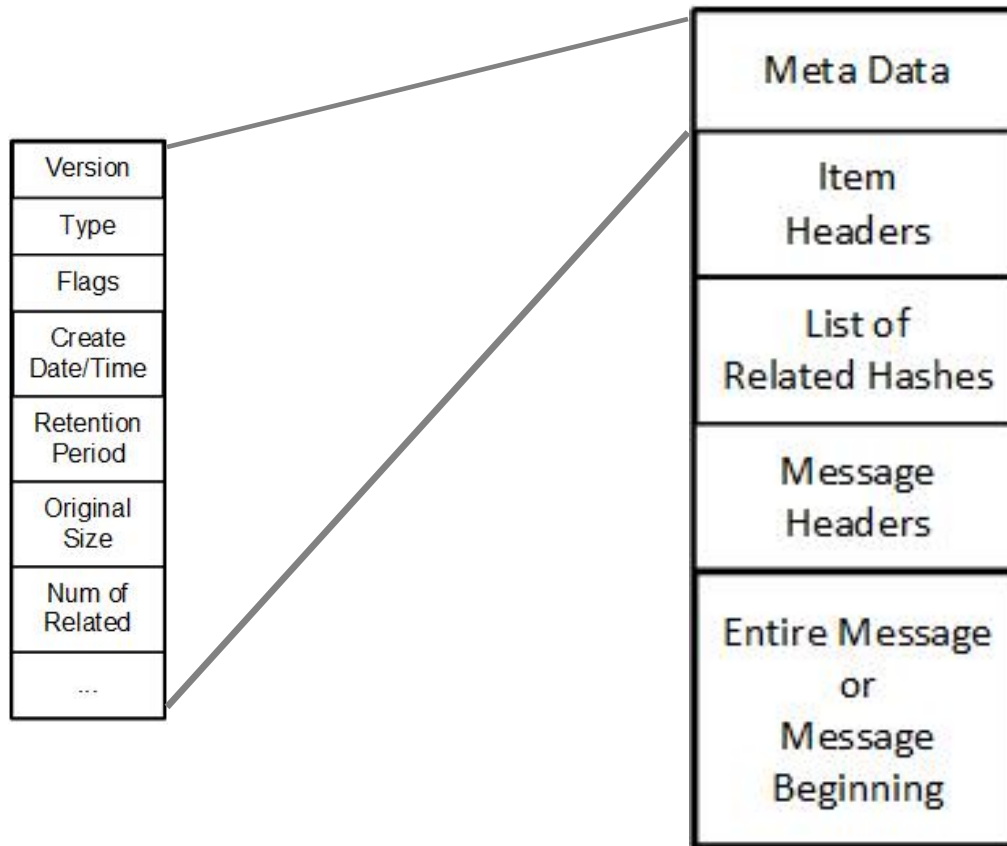 Version
Type
Flags
Create
Date/Time
Retention
Period
Original
Size
Num of
Related
...
Meta Data
Item
Headers
List of
Related Hashes
Message
Headers
Entire Message
or
Message
Beginning